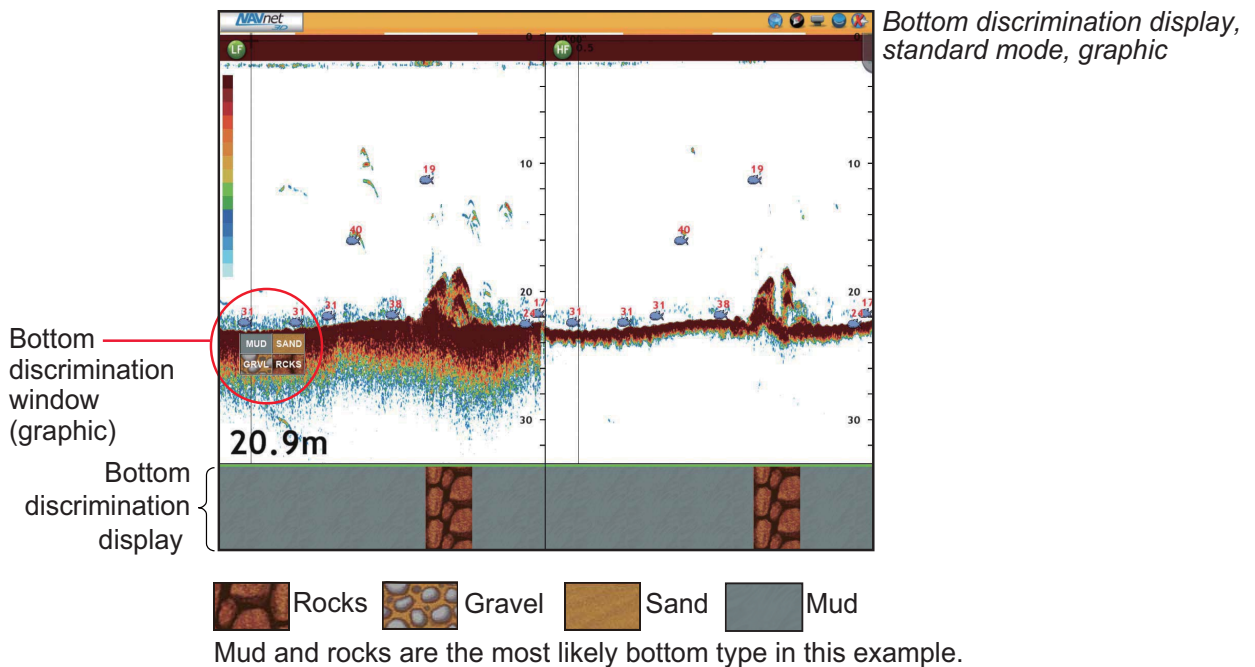 NAVnet
3D
Bottom discrimination display,
standard mode, graphic
LF
HF
0
0
0.5
10
10
20
20
30
30
19
40
31
31
31
38
17
26
19
40
31
31
31
38
17
26
MUD SAND
GRVL RCKS
20.9m
Bottom
discrimination
window
(graphic)
Bottom
discrimination
display
Rocks Gravel Sand Mud
Mud and rocks are the most likely bottom type in this example.